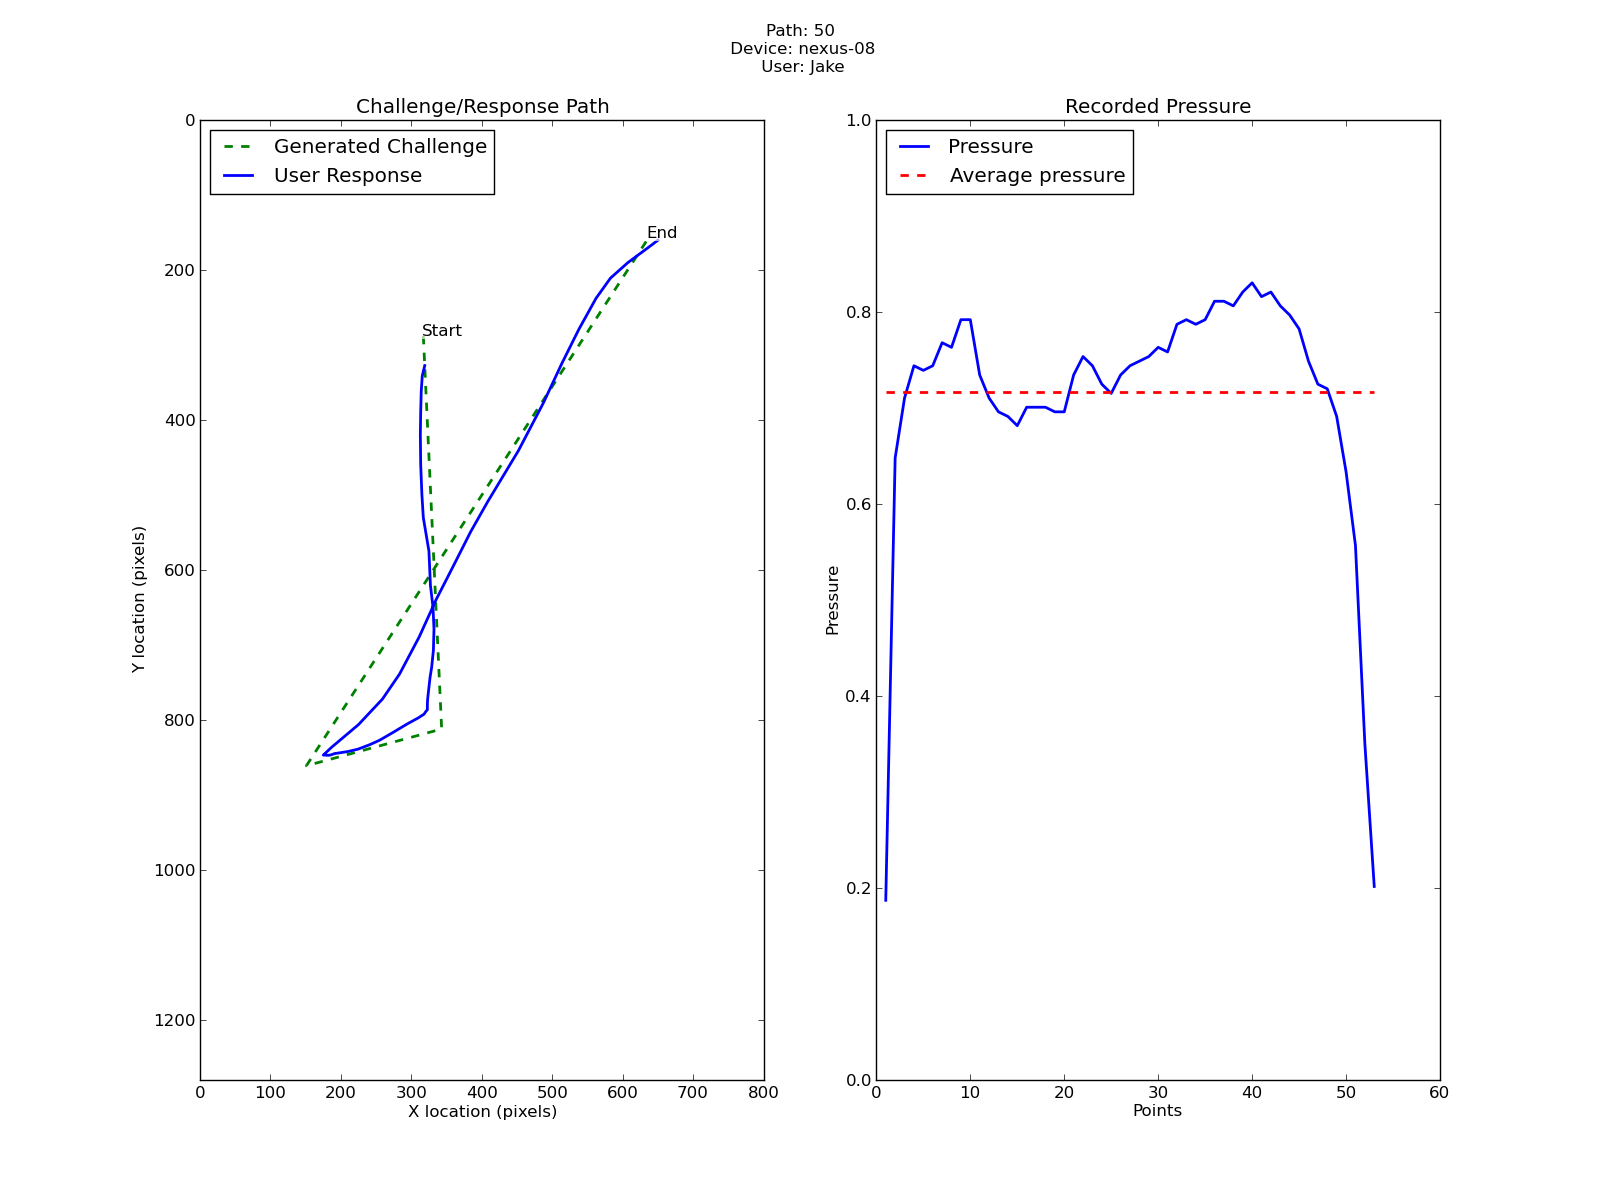 Path: 50
Device: nexus-08
User: Jake
Challenge/Response Path
Generated Challenge
User Response
End
Start
0
200
400
600
800
1000
1200
Y location (pixels)
0 100 200 300 400 500 600 700 800
X location (pixels)
Recorded Pressure
Pressure
Average pressure
1.0
0.8
0.6
0.4
0.2
0.0
Pressure
0 10 20 30 40 50 60
Points